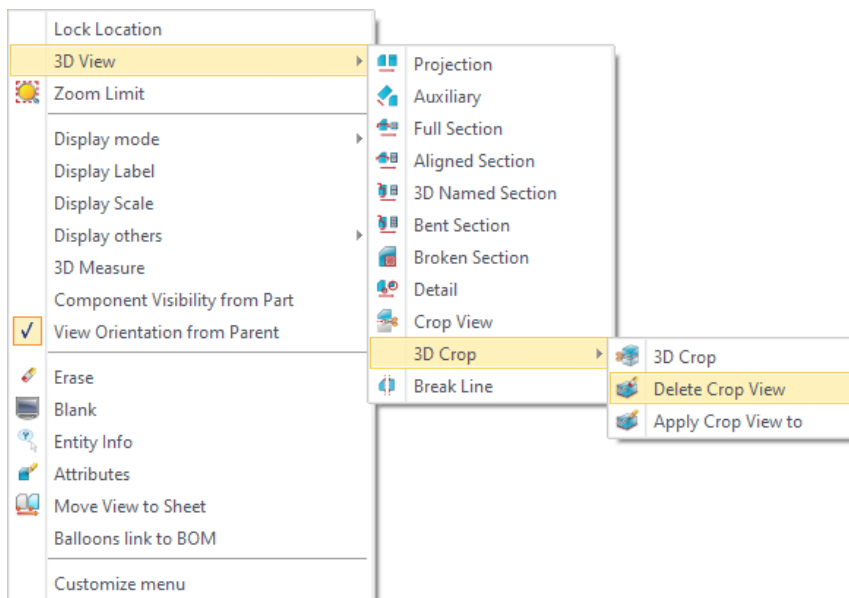 Lock Location
3D View
Zoom Limit
Display mode
Display Label
Display Scale
Display others
3D Measure
Component Visibility from Part
View Orientation from Parent
Erase
Blank
Entity Info
Attributes
Move View to Sheet
Balloons link to BOM
Customize menu
Projection
Auxiliary
Full Section
Aligned Section
3D Named Section
Bent Section
Broken Section
Detail
Crop View
3D Crop
Break Line
3D Crop
Delete Crop View
Apply Crop View to